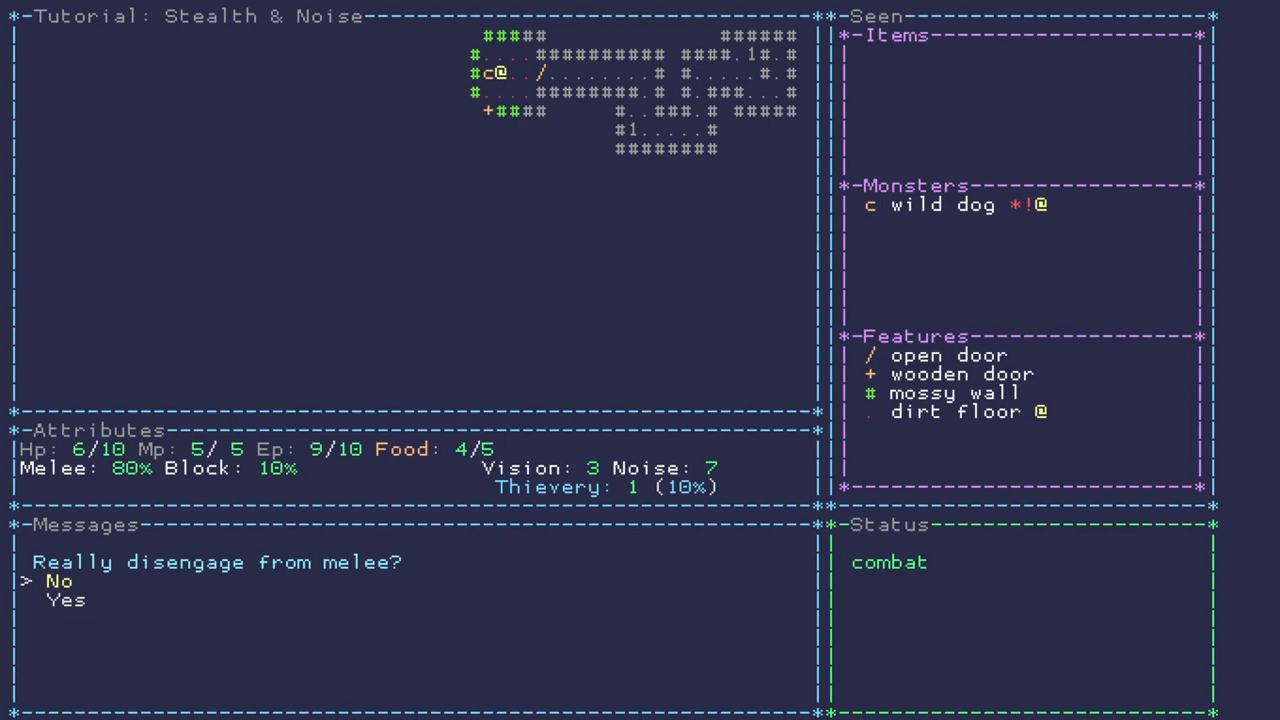 Tutorial: Stealth & Noise
#####          ######
#....########## ####.1#.#
#c@../........# #.....#.#
#....########.# #.###...#
+####     #..###.# #####
#1.....#
########
Attributes
Hp: 6/10 Mp: 5/ 5 Ep: 9/10 Food: 4/5
Melee: 80% Block: 10% Vision: 3 Noise: 7
Thievery: 1 (10%)
Messages
Really disengage from melee?
> No
Yes
Seen
Items
Monsters
c wild dog *!@
Features
/ open door
+ wooden door
# mossy wall
. dirt floor @
Status
combat